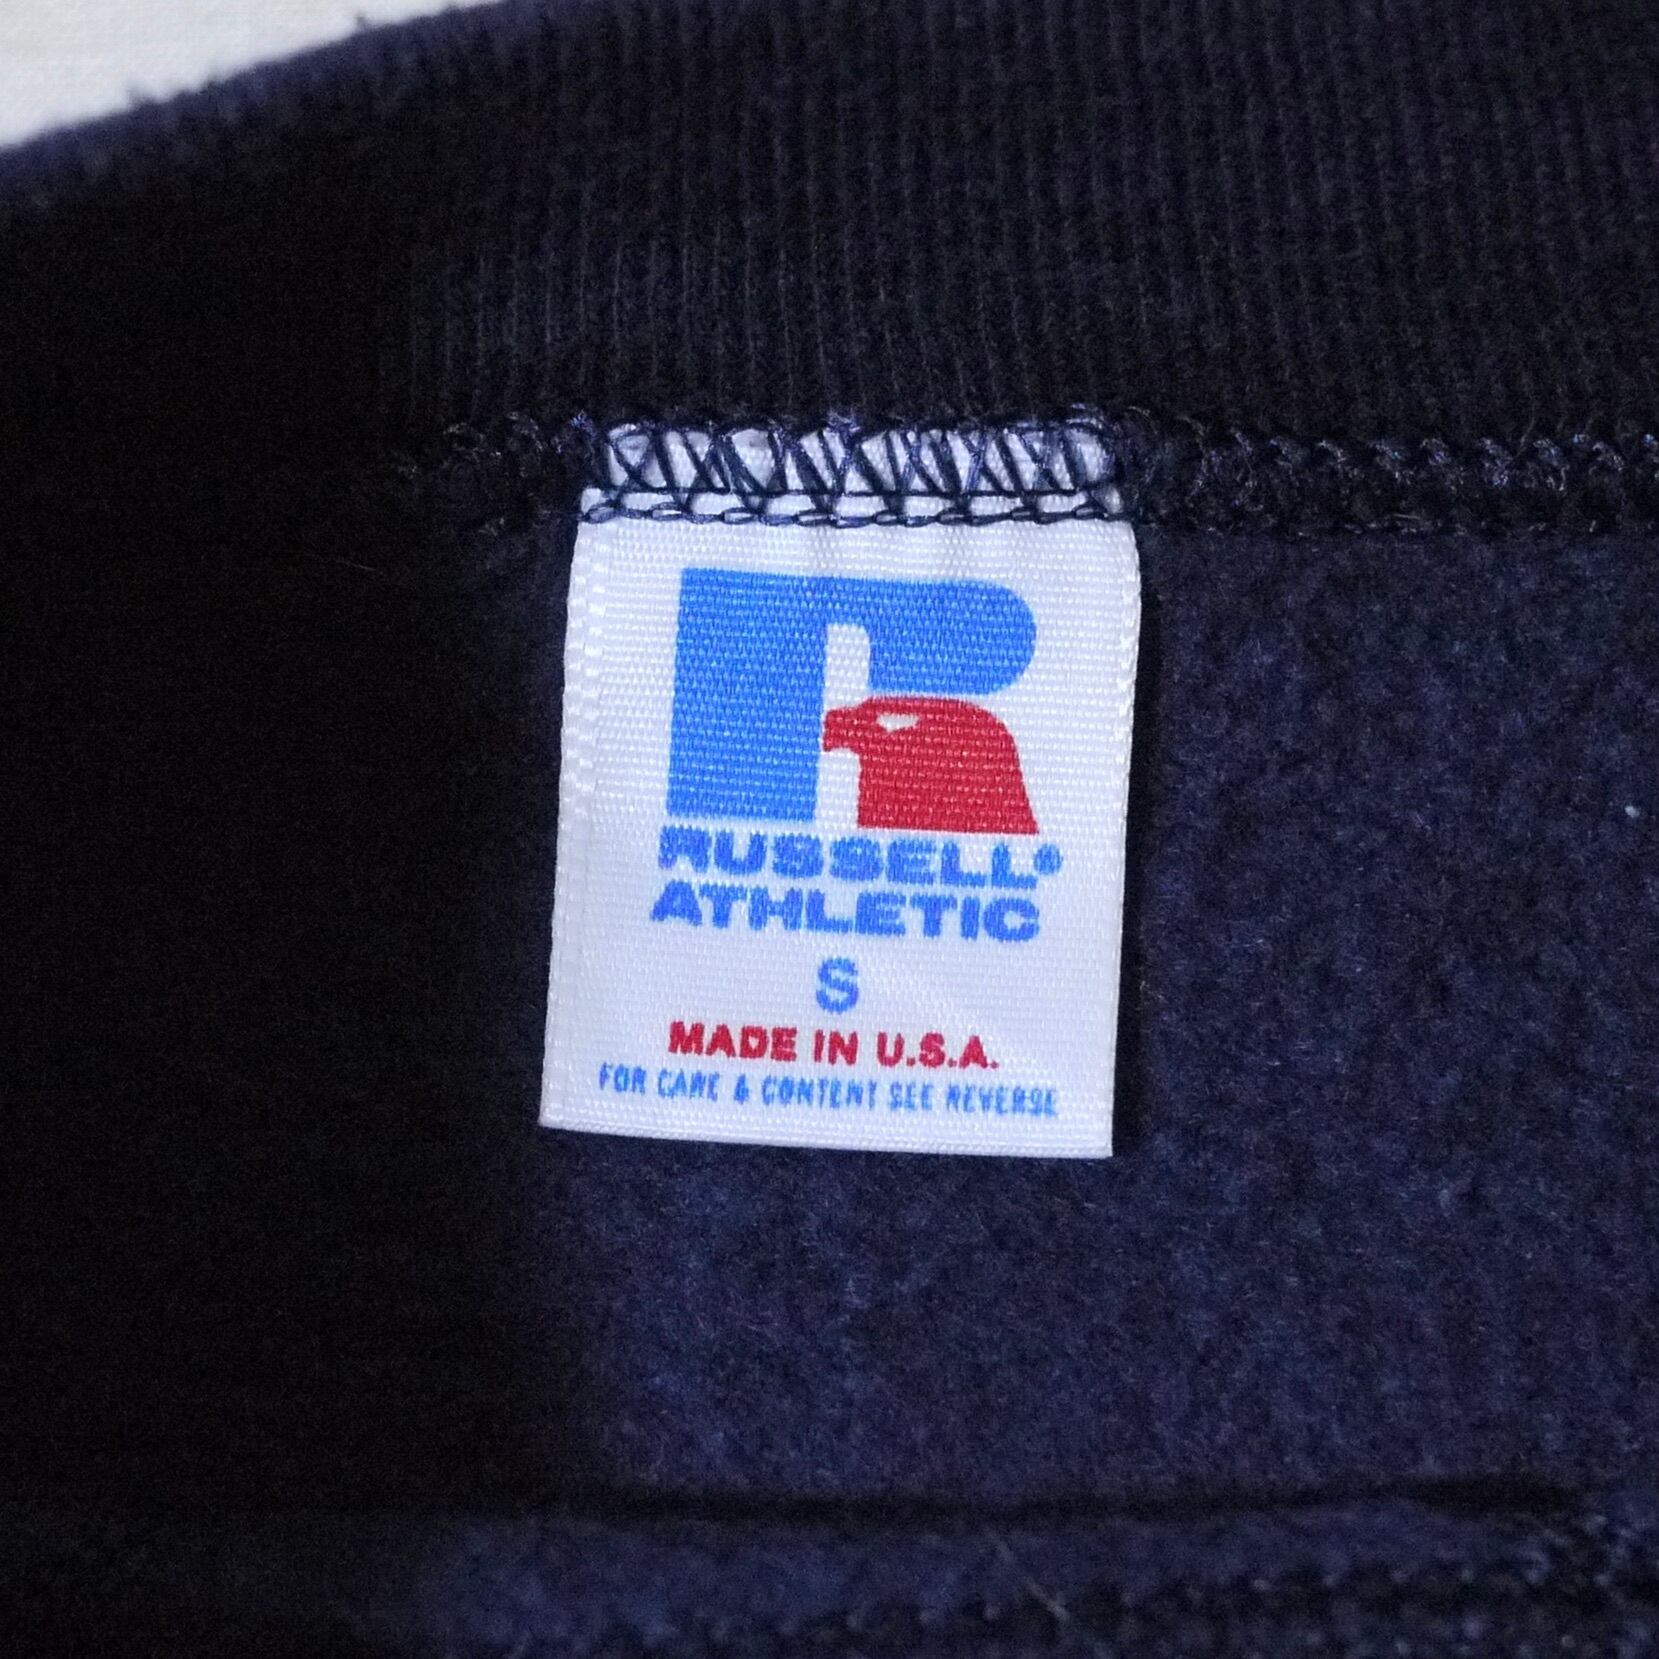 R
RUSSELL®
ATHLETIC
S
MADE IN U.S.A.
FOR CARE & CONTENT SEE REVERSE